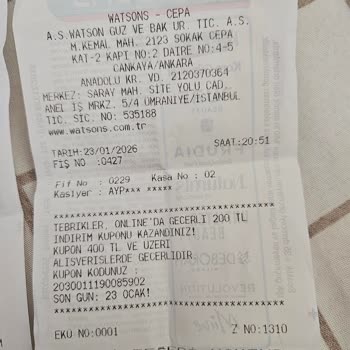 WATSONS - CEPA
A.S.WATSON GUZ VE BAK UR. TIC. A.S.
M.KEMAL MAH. 2123 SOKAK CEPA
KAT-2 KAPI NO:2 DAIRE NO:4-5
CANKAYA/ANKARA
ANADOLU KR. VD. 2120370364
MERKEZ: SARAY MAH. SITE YOLU CAD.
ANEL IS MRKZ. 5/4 ÜMRANIYE/ISTANBUL
TIC. SIC. NO: 535188
www.watsons.com.tr
TARIH:23/01/2026 SAAT:20:51
FIS NO :0427
Fif No : 0229 Kasa No : 02
Kasiyer : AYP*** *****
TEBRIKLER, ONLINE'DA GECERLI 200 TL
INDIRIM KUPONU KAZANDINIZ!
KUPON 400 TL VE UZERI
ALISVERISLERDE GECERLIDIR.
KUPON KODUNUZ :
2030011190085902
SON GUN: 23 OCAK!
EKU NO:0001 Z NO:1310